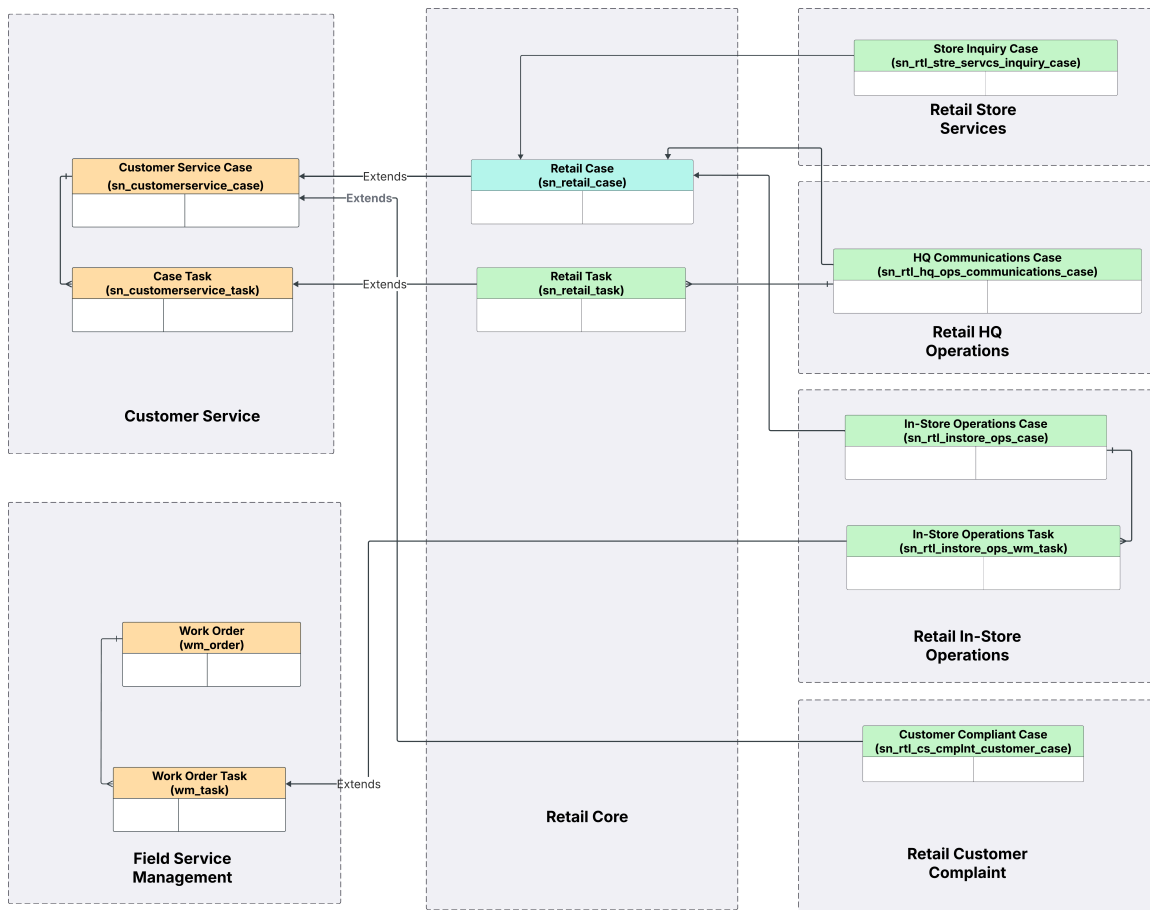 Customer Service Case
(sn_customerservice_case)
Case Task
(sn_customerservice_task)
Customer Service
Work Order
(wm_order)
Work Order Task
(wm_task)
Field Service
Management
Extends
Extends
Extends
Extends
Retail Case
(sn_retail_case)
Retail Task
(sn_retail_task)
Retail Core
Store Inquiry Case
(sn_rtl_stre_servcs_inquiry_case)
Retail Store
Services
HQ Communications Case
(sn_rtl_hq_ops_communications_case)
Retail HQ
Operations
In-Store Operations Case
(sn_rtl_instore_ops_case)
In-Store Operations Task
(sn_rtl_instore_ops_wm_task)
Retail In-Store
Operations
Customer Compliant Case
(sn_rtl_cs_cmplnt_customer_case)
Retail Customer
Complaint